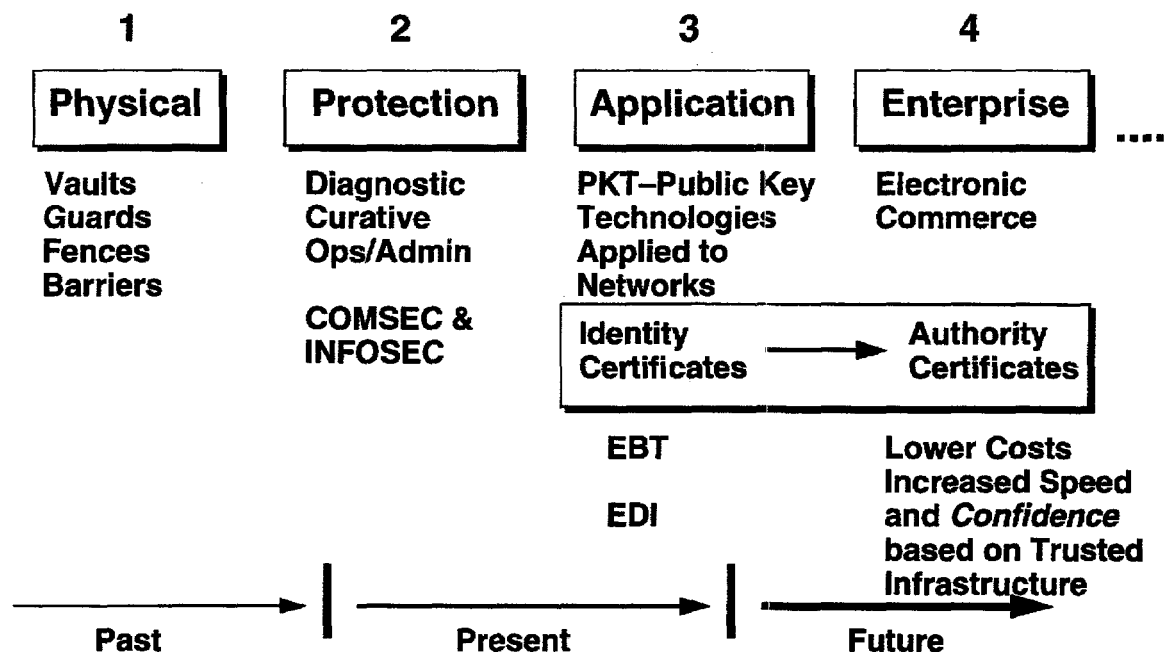 1
2
3
4
Physical
Protection
Application
Enterprise
....
Vaults
Guards
Fences
Barriers
Diagnostic
Curative
Ops/Admin
COMSEC &
INFOSEC
PKT–Public Key
Technologies
Applied to
Networks
Electronic
Commerce
Identity
Certificates
Authority
Certificates
EBT
EDI
Lower Costs
Increased Speed
and Confidence
based on Trusted
Infrastructure
Past
Present
Future